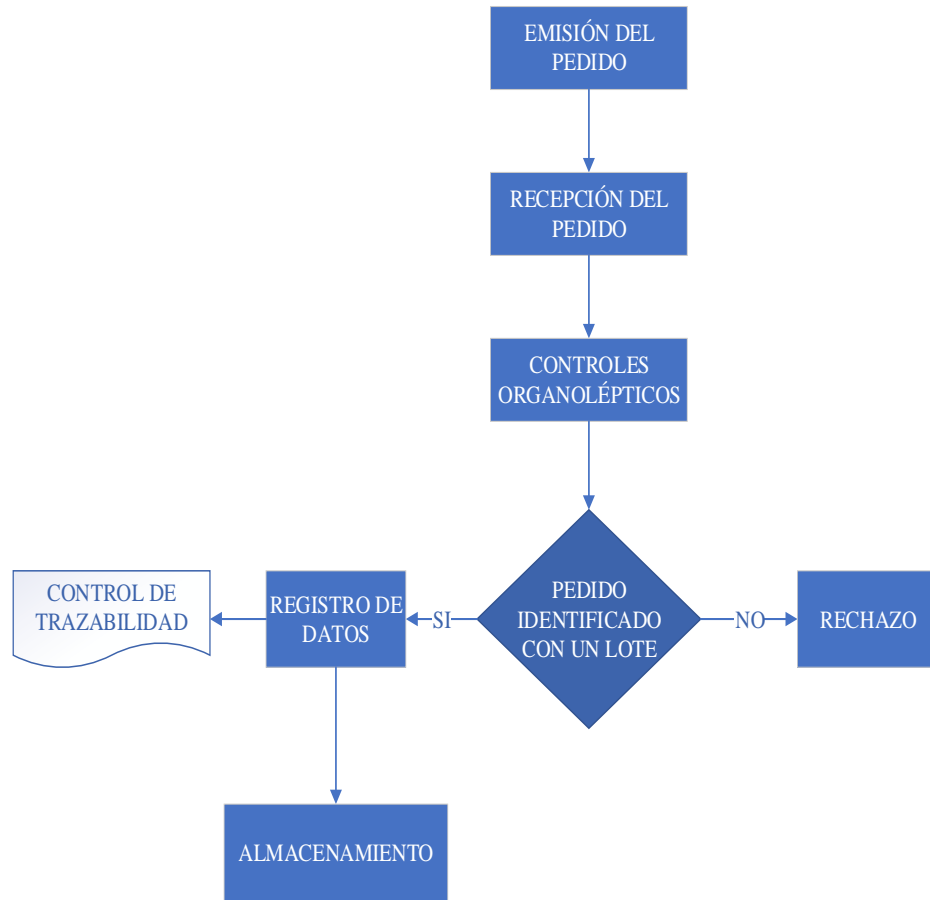 EMISIÓN DEL
PEDIDO
RECEPCIÓN DEL
PEDIDO
CONTROLES
ORGANOLÉPTICOS
CONTROL DE
TRAZABILIDAD
REGISTRO DE
DATOS
SI
PEDIDO
IDENTIFICADO
CON UN LOTE
NO
RECHAZO
ALMACENAMIENTO